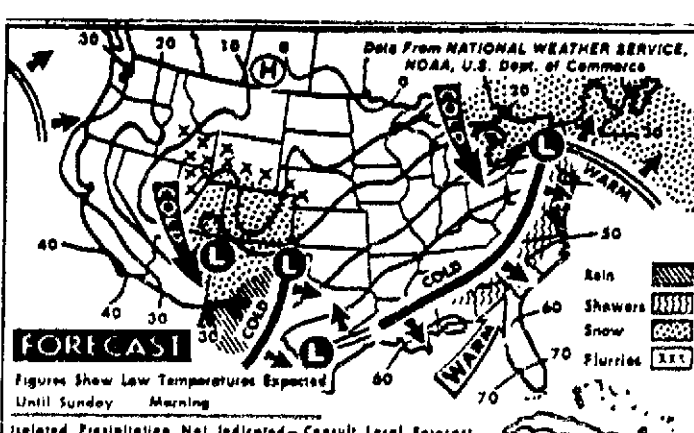 30 20 10 0
Data From NATIONAL WEATHER SERVICE,
NOAA, U.S. Dept. of Commerce
H
0
20
30
L
WARM
COLD
40
L
L
50
COLD
Rain
40
30
30
COLD
60
Showers
Snow
FORECAST
L
60
WARM
70
Flurries
70
Figures Show Low Temperatures Expected
Until Sunday Morning
Isolated Precipitation Not Indicated – Consult Local Forecast